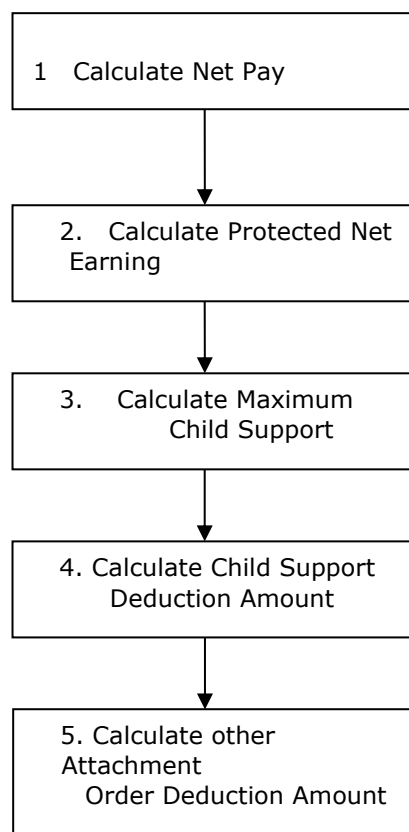 1 Calculate Net Pay
2. Calculate Protected Net
Earning
3. Calculate Maximum
Child Support
4. Calculate Child Support
Deduction Amount
5. Calculate other
Attachment
Order Deduction Amount